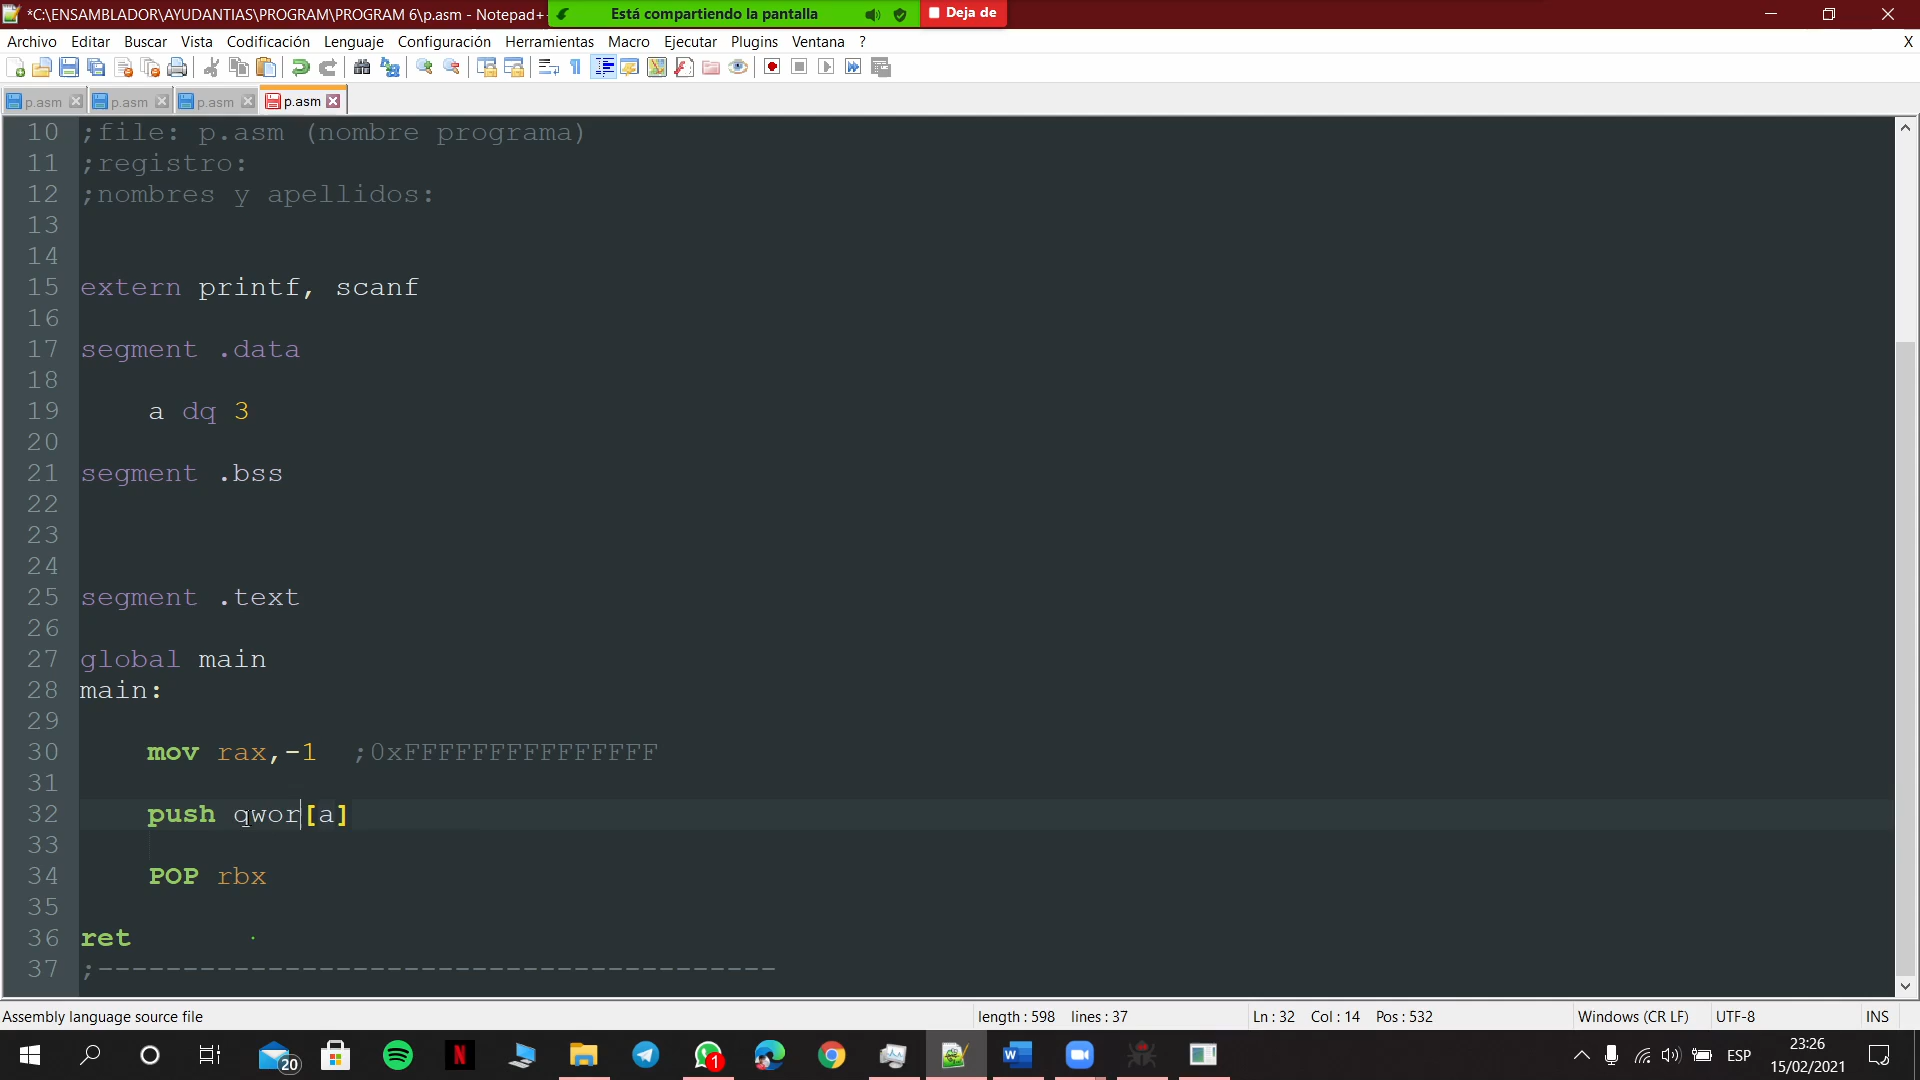 *C:\ENSAMBLADOR\AYUDANTIAS\PROGRAM\PROGRAM 6\p.asm - Notepad+
Está compartiendo la pantalla
Deja de
Archivo Editar Buscar Vista Codificación Lenguaje Configuración Herramientas Macro Ejecutar Plugins Ventana ? X
p.asm p.asm p.asm p.asm
10 ;file: p.asm (nombre programa)
11 ;registro:
12 ;nombres y apellidos:
13
14
15 extern printf, scanf
16
17 segment .data
18
19 a dq 3
20
21 segment .bss
22
23
24
25 segment .text
26
27 global main
28 main:
29
30 mov rax,-1 ;0xFFFFFFFFFFFFFFF
31
32 push qwor[a]
33
34 POP rbx
35
36 ret
37 ;----------------------------------------
Assembly language source file length : 598 lines : 37 Ln : 32 Col : 14 Pos : 532 Windows (CR LF) UTF-8 INS
20 N 1 W ESP 23:26
15/02/2021